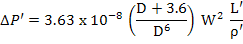 ΔP′ = 3.63 x 10⁻⁸ ( (D + 3.6) / D⁶ ) W² L′/ρ′